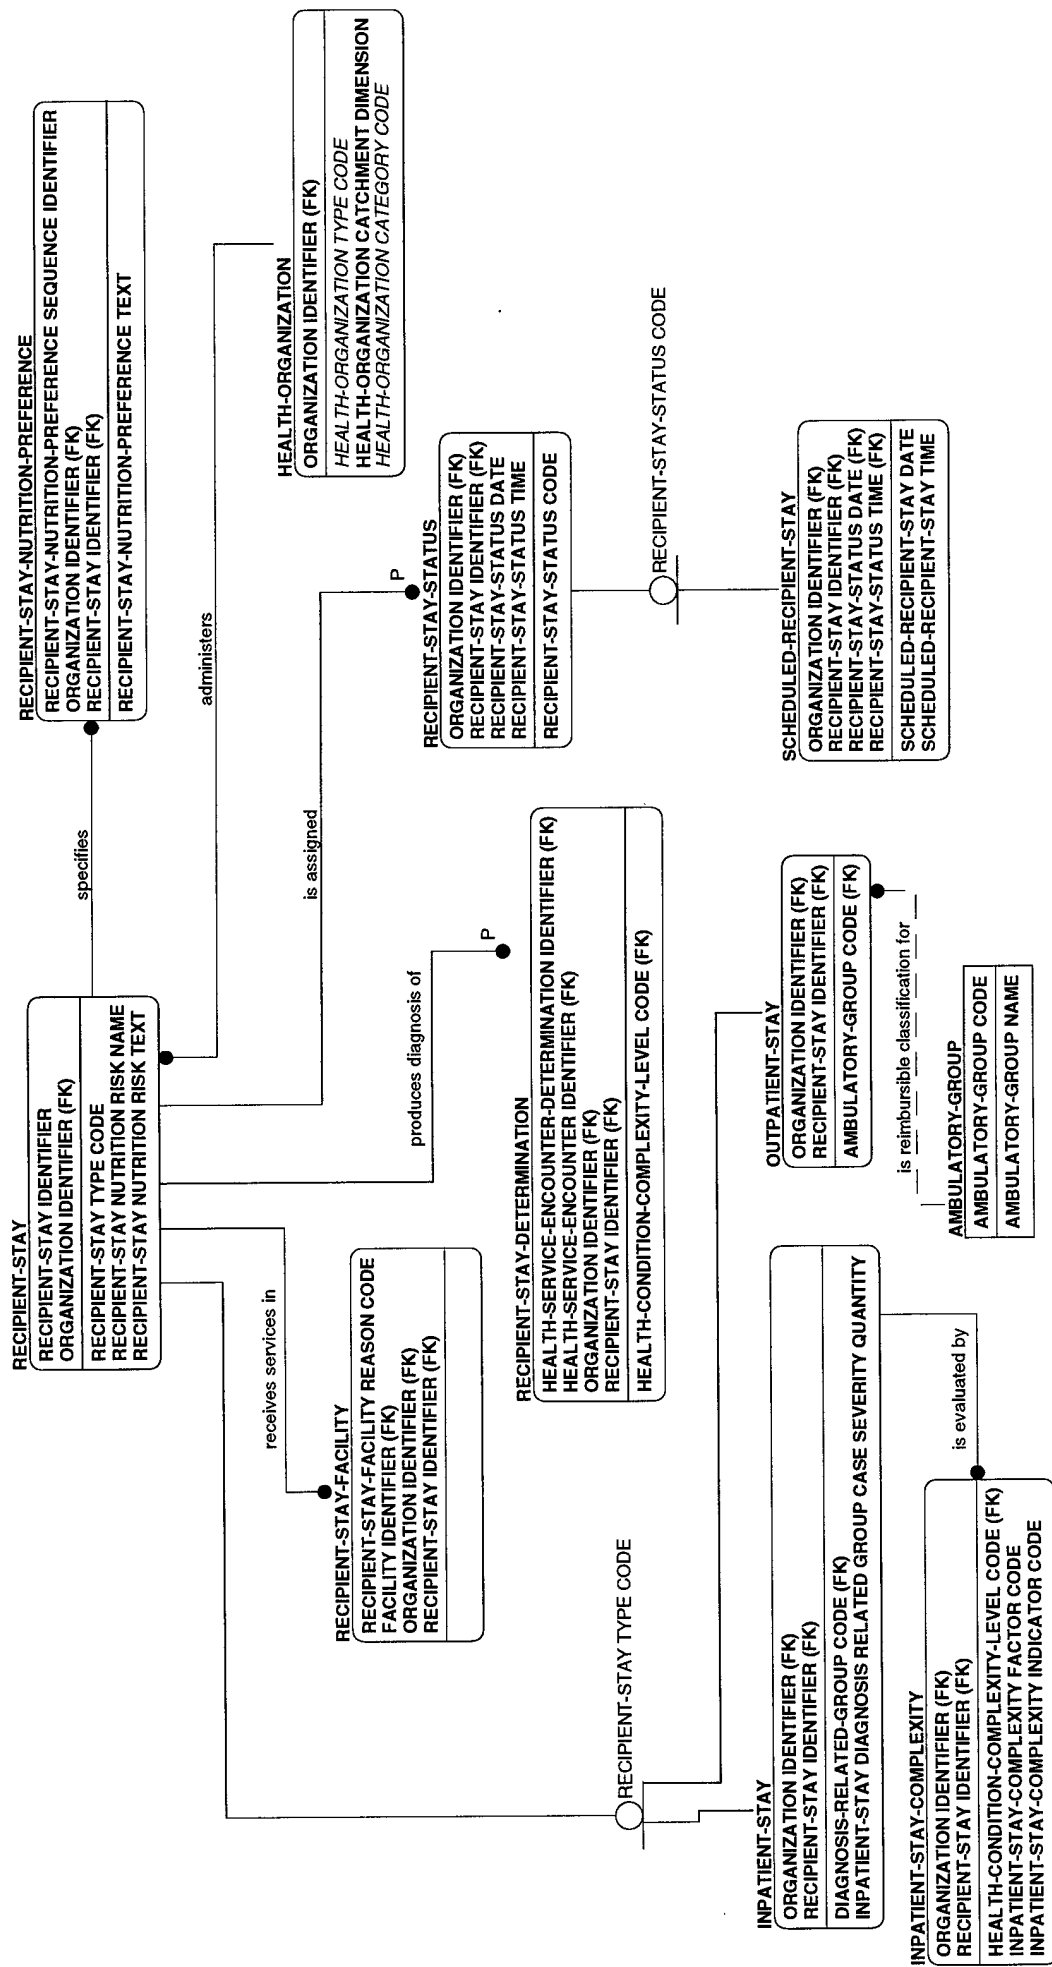 RECIPIENT-STAY
RECIPIENT-STAY IDENTIFIER
ORGANIZATION IDENTIFIER (FK)
RECIPIENT-STAY TYPE CODE
RECIPIENT-STAY NUTRITION RISK NAME
RECIPIENT-STAY NUTRITION RISK TEXT
specifies
RECIPIENT-STAY-NUTRITION-PREFERENCE
RECIPIENT-STAY-NUTRITION-PREFERENCE SEQUENCE IDENTIFIER
ORGANIZATION IDENTIFIER (FK)
RECIPIENT-STAY IDENTIFIER (FK)
RECIPIENT-STAY-NUTRITION-PREFERENCE TEXT
administers
HEALTH-ORGANIZATION
ORGANIZATION IDENTIFIER (FK)
HEALTH-ORGANIZATION TYPE CODE
HEALTH-ORGANIZATION CATCHMENT DIMENSION
HEALTH-ORGANIZATION CATEGORY CODE
is assigned
P
RECIPIENT-STAY-STATUS
ORGANIZATION IDENTIFIER (FK)
RECIPIENT-STAY IDENTIFIER (FK)
RECIPIENT-STAY-STATUS DATE
RECIPIENT-STAY-STATUS TIME
RECIPIENT-STAY-STATUS CODE
RECIPIENT-STAY-STATUS CODE
SCHEDULED-RECIPIENT-STAY
ORGANIZATION IDENTIFIER (FK)
RECIPIENT-STAY IDENTIFIER (FK)
RECIPIENT-STAY-STATUS DATE (FK)
RECIPIENT-STAY-STATUS TIME (FK)
SCHEDULED-RECIPIENT-STAY DATE
SCHEDULED-RECIPIENT-STAY TIME
produces diagnosis of
P
RECIPIENT-STAY-DETERMINATION
HEALTH-SERVICE-ENCOUNTER-DETERMINATION IDENTIFIER (FK)
HEALTH-SERVICE-ENCOUNTER IDENTIFIER (FK)
ORGANIZATION IDENTIFIER (FK)
RECIPIENT-STAY IDENTIFIER (FK)
HEALTH-CONDITION-COMPLEXITY-LEVEL CODE (FK)
receives services in
RECIPIENT-STAY-FACILITY
RECIPIENT-STAY-FACILITY REASON CODE
FACILITY IDENTIFIER (FK)
ORGANIZATION IDENTIFIER (FK)
RECIPIENT-STAY IDENTIFIER (FK)
RECIPIENT-STAY TYPE CODE
OUTPATIENT-STAY
ORGANIZATION IDENTIFIER (FK)
RECIPIENT-STAY IDENTIFIER (FK)
AMBULATORY-GROUP CODE (FK)
is reimbursible classification for
AMBULATORY-GROUP
AMBULATORY-GROUP CODE
AMBULATORY-GROUP NAME
INPATIENT-STAY
ORGANIZATION IDENTIFIER (FK)
RECIPIENT-STAY IDENTIFIER (FK)
DIAGNOSIS-RELATED-GROUP CODE (FK)
INPATIENT-STAY DIAGNOSIS RELATED GROUP CASE SEVERITY QUANTITY
is evaluated by
INPATIENT-STAY-COMPLEXITY
ORGANIZATION IDENTIFIER (FK)
RECIPIENT-STAY IDENTIFIER (FK)
HEALTH-CONDITION-COMPLEXITY-LEVEL CODE (FK)
INPATIENT-STAY-COMPLEXITY FACTOR CODE
INPATIENT-STAY-COMPLEXITY INDICATOR CODE